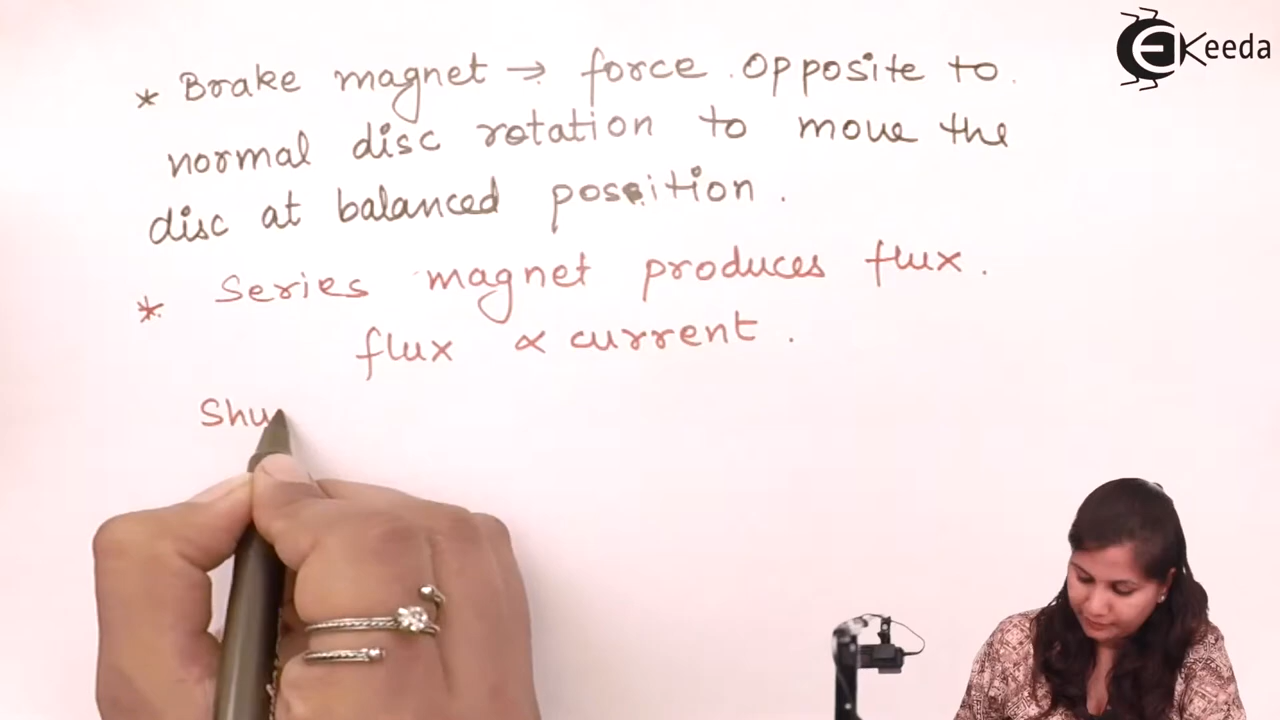 EKeeda
* Brake magnet → force opposite to
normal disc rotation to move the
disc at balanced position.
* Series magnet produces flux.
flux ∝ current.
Shu